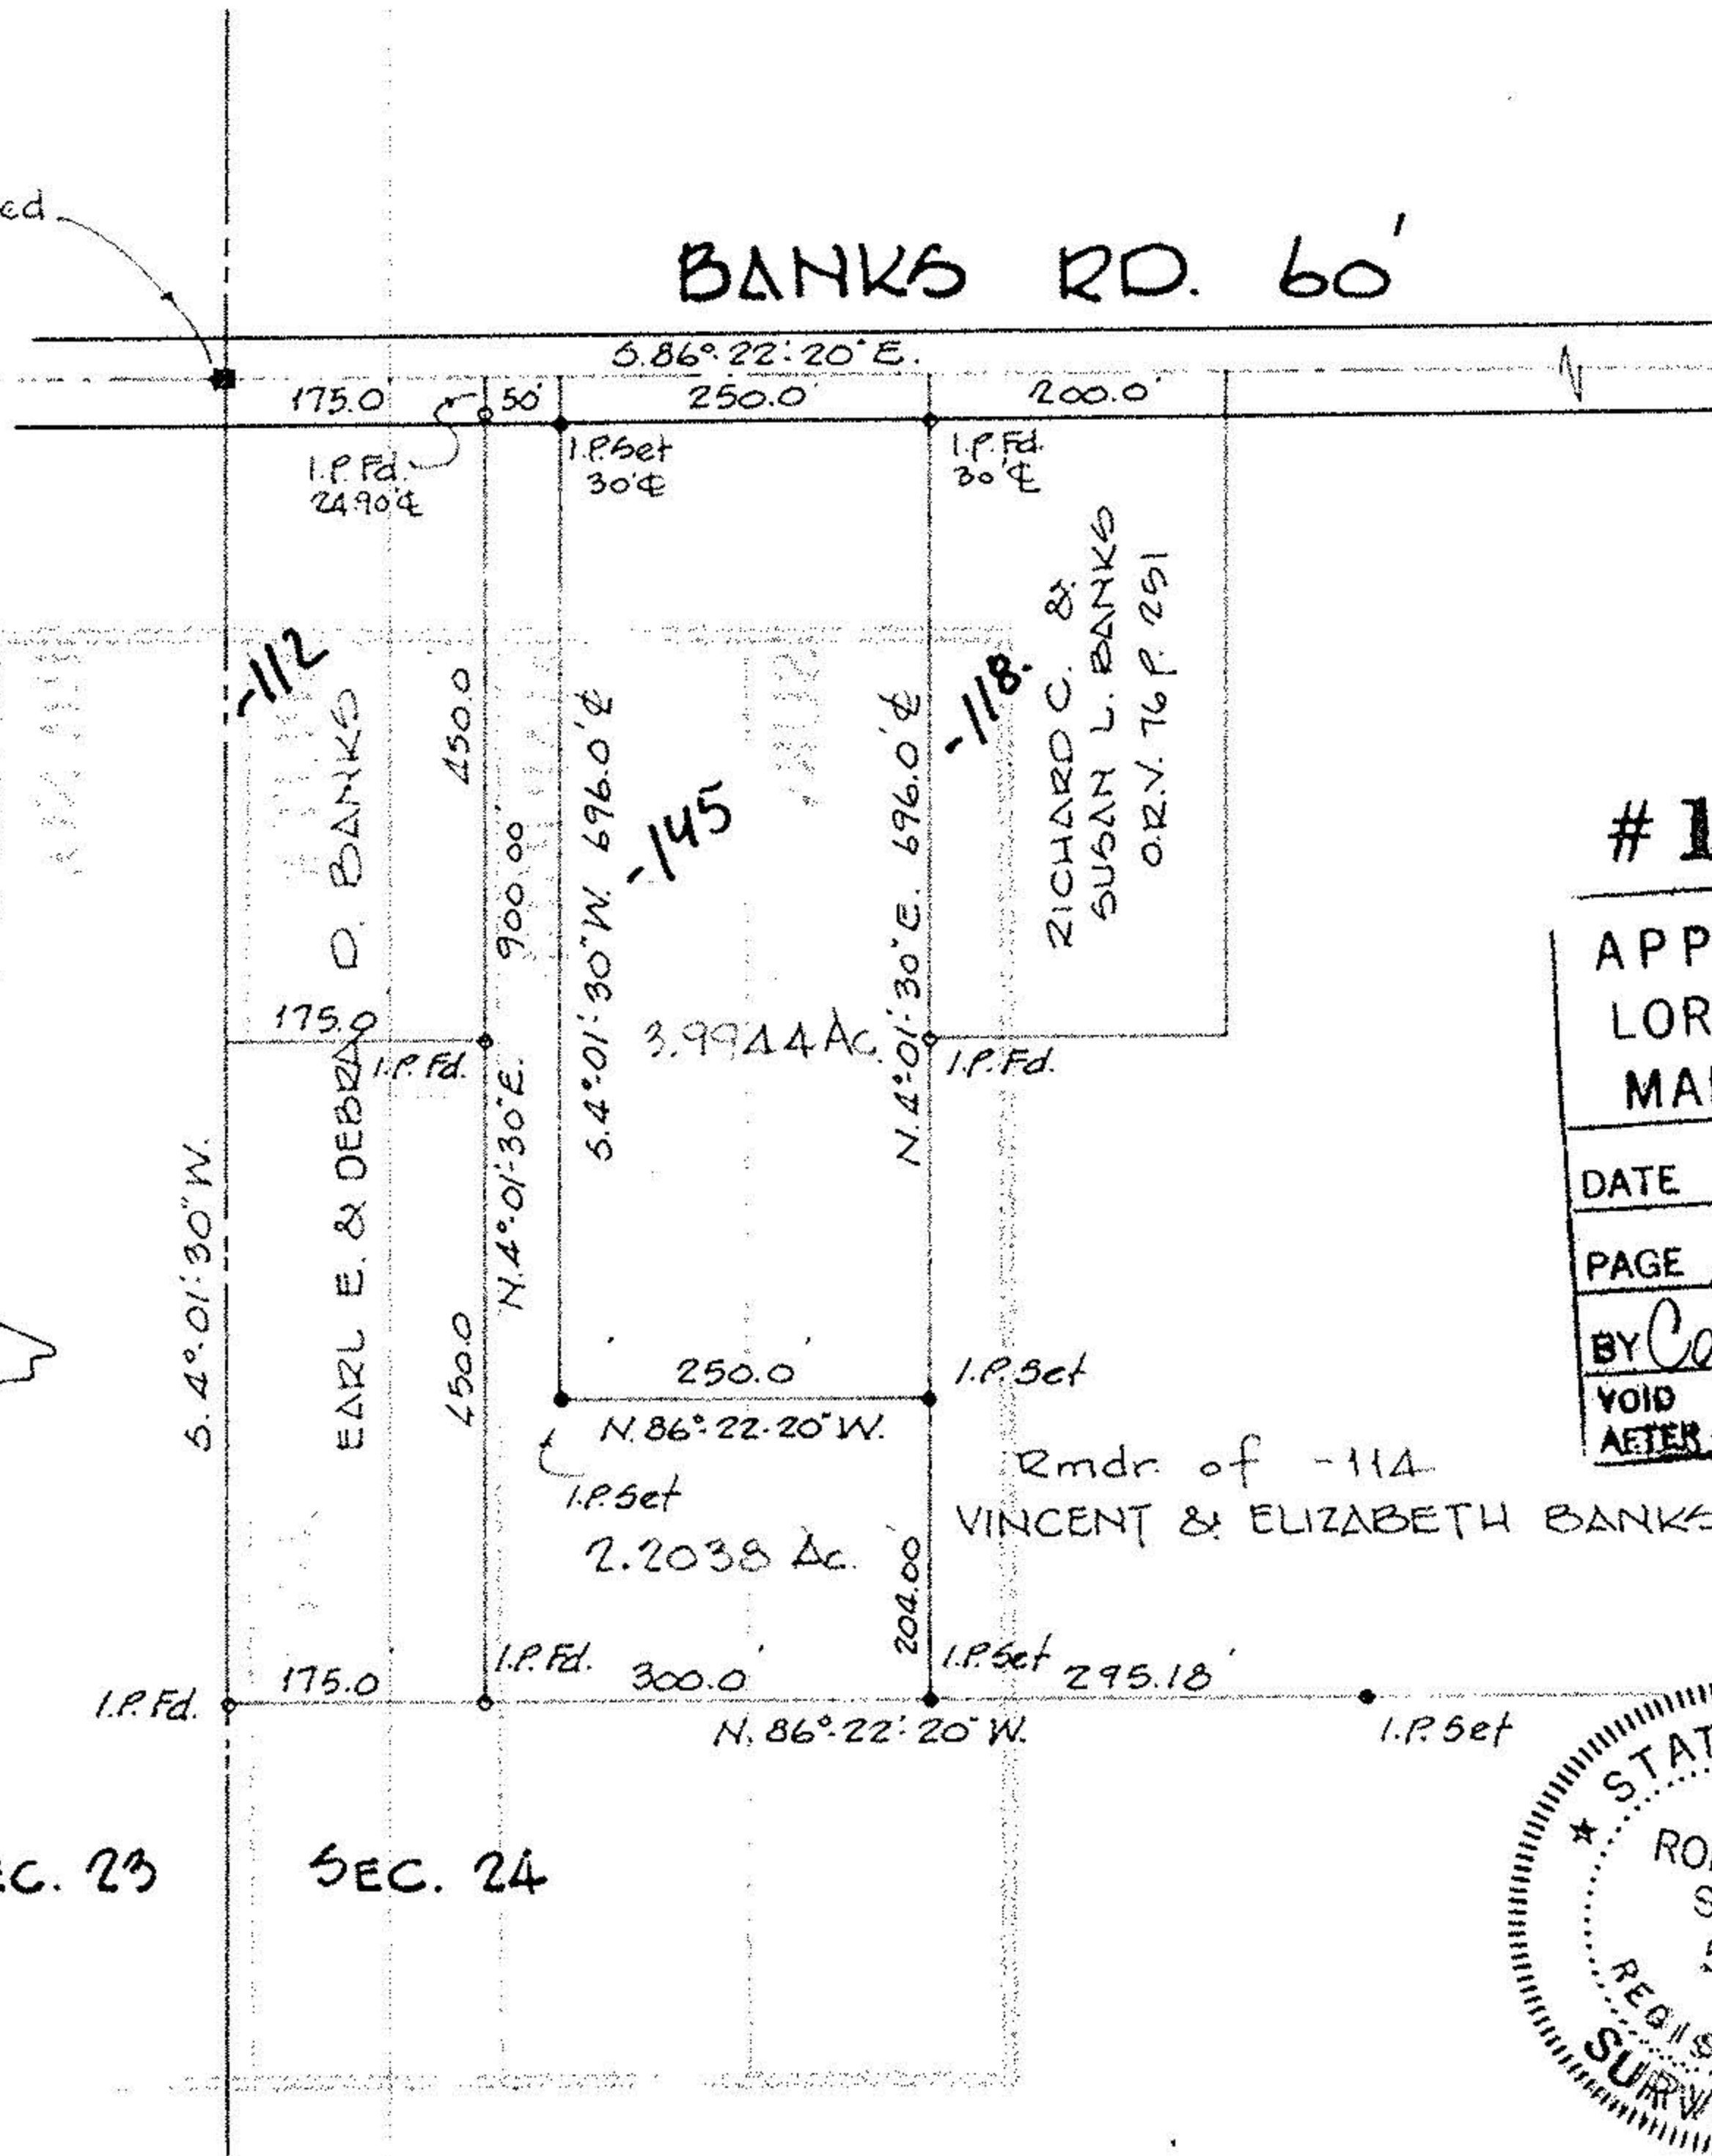 ed
BANKS RD. 60'
S.86°-22'-20" E.
175.0'
50'
250.0'
200.0'
I.P. Fd.
24.90' ℄
I.P. Set
30' ℄
I.P. Fd.
30' ℄
-112
EARL E. & DEBRA D. BANKS
450.0
900.00'
N.4°-01'-30" E.
S.4°-01'-30" W. 696.0' ℄
-145
N.4°-01'-30" E. 696.0' ℄
-118.
RICHARD C. &
SUSAN L. BANKS
O.R.V. 76 P. 251
# 1
APP
LOR
MA
DATE
PAGE
BY Co
VOID
AFTER
175.0'
I.P. Fd.
3.9944 Ac.
I.P. Fd.
S. 4°-01'-30" W.
450.0
250.0'
I.P. Set
N. 86°-22'-20" W.
I.P. Set
Rmdr. of -114
VINCENT & ELIZABETH BANKS
2.2038 Ac.
204.00'
I.P. Fd.
175.0'
I.P. Fd.
300.0'
I.P. Set
295.18'
N. 86°-22'-20" W.
I.P. Set
EC. 23
SEC. 24
STAT
RO
S
REGIS
SURV